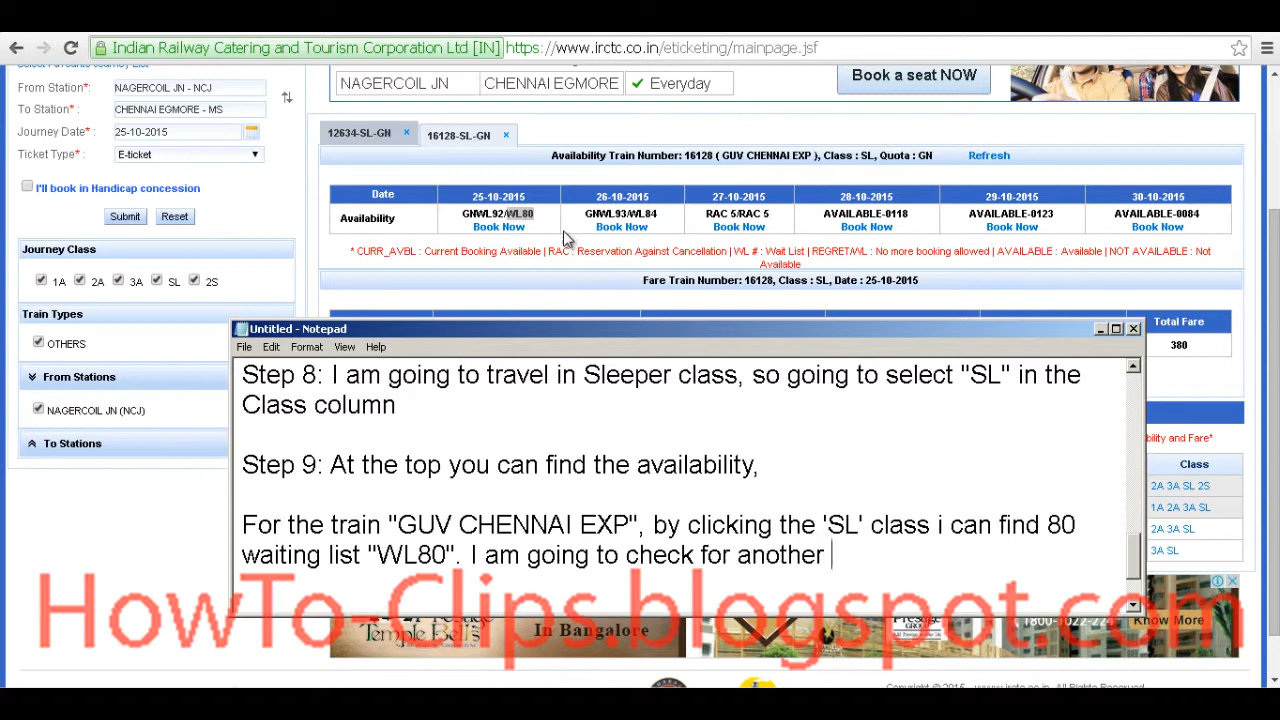 Indian Railway Catering and Tourism Corporation Ltd [IN] https://www.irctc.co.in/eticketing/mainpage.jsf
From Station*: NAGERCOIL JN - NCJ
To Station* : CHENNAI EGMORE - MS
Journey Date* : 25-10-2015
Ticket Type* : E-ticket
I'll book in Handicap concession
Submit Reset
Journey Class
1A 2A 3A SL 2S
Train Types
OTHERS
From Stations
NAGERCOIL JN (NCJ)
To Stations
NAGERCOIL JN CHENNAI EGMORE Everyday
Book a seat NOW
12634-SL-GN × 16128-SL-GN ×
Availability Train Number: 16128 ( GUV CHENNAI EXP ), Class : SL, Quota : GN Refresh
Date 25-10-2015 26-10-2015 27-10-2015 28-10-2015 29-10-2015 30-10-2015
Availability GNWL92/WL80 GNWL93/WL84 RAC 5/RAC 5 AVAILABLE-0118 AVAILABLE-0123 AVAILABLE-0084
Book Now Book Now Book Now Book Now Book Now Book Now
* CURR_AVBL : Current Booking Available | RAC : Reservation Against Cancellation | WL # : Wait List | REGRET/WL : No more booking allowed | AVAILABLE : Available | NOT AVAILABLE : Not
Available
Fare Train Number: 16128, Class : SL, Date : 25-10-2015
Total Fare
380
bility and Fare*
Class
2A 3A SL 2S
1A 2A 3A SL
2A 3A SL
3A SL
Untitled - Notepad
File Edit Format View Help
Step 8: I am going to travel in Sleeper class, so going to select "SL" in the
Class column
Step 9: At the top you can find the availability,
For the train "GUV CHENNAI EXP", by clicking the 'SL' class i can find 80
waiting list "WL80". I am going to check for another
HowTo-Clips.blogspot.com
Temple Bells In Bangalore 1800-1022-224 Know More